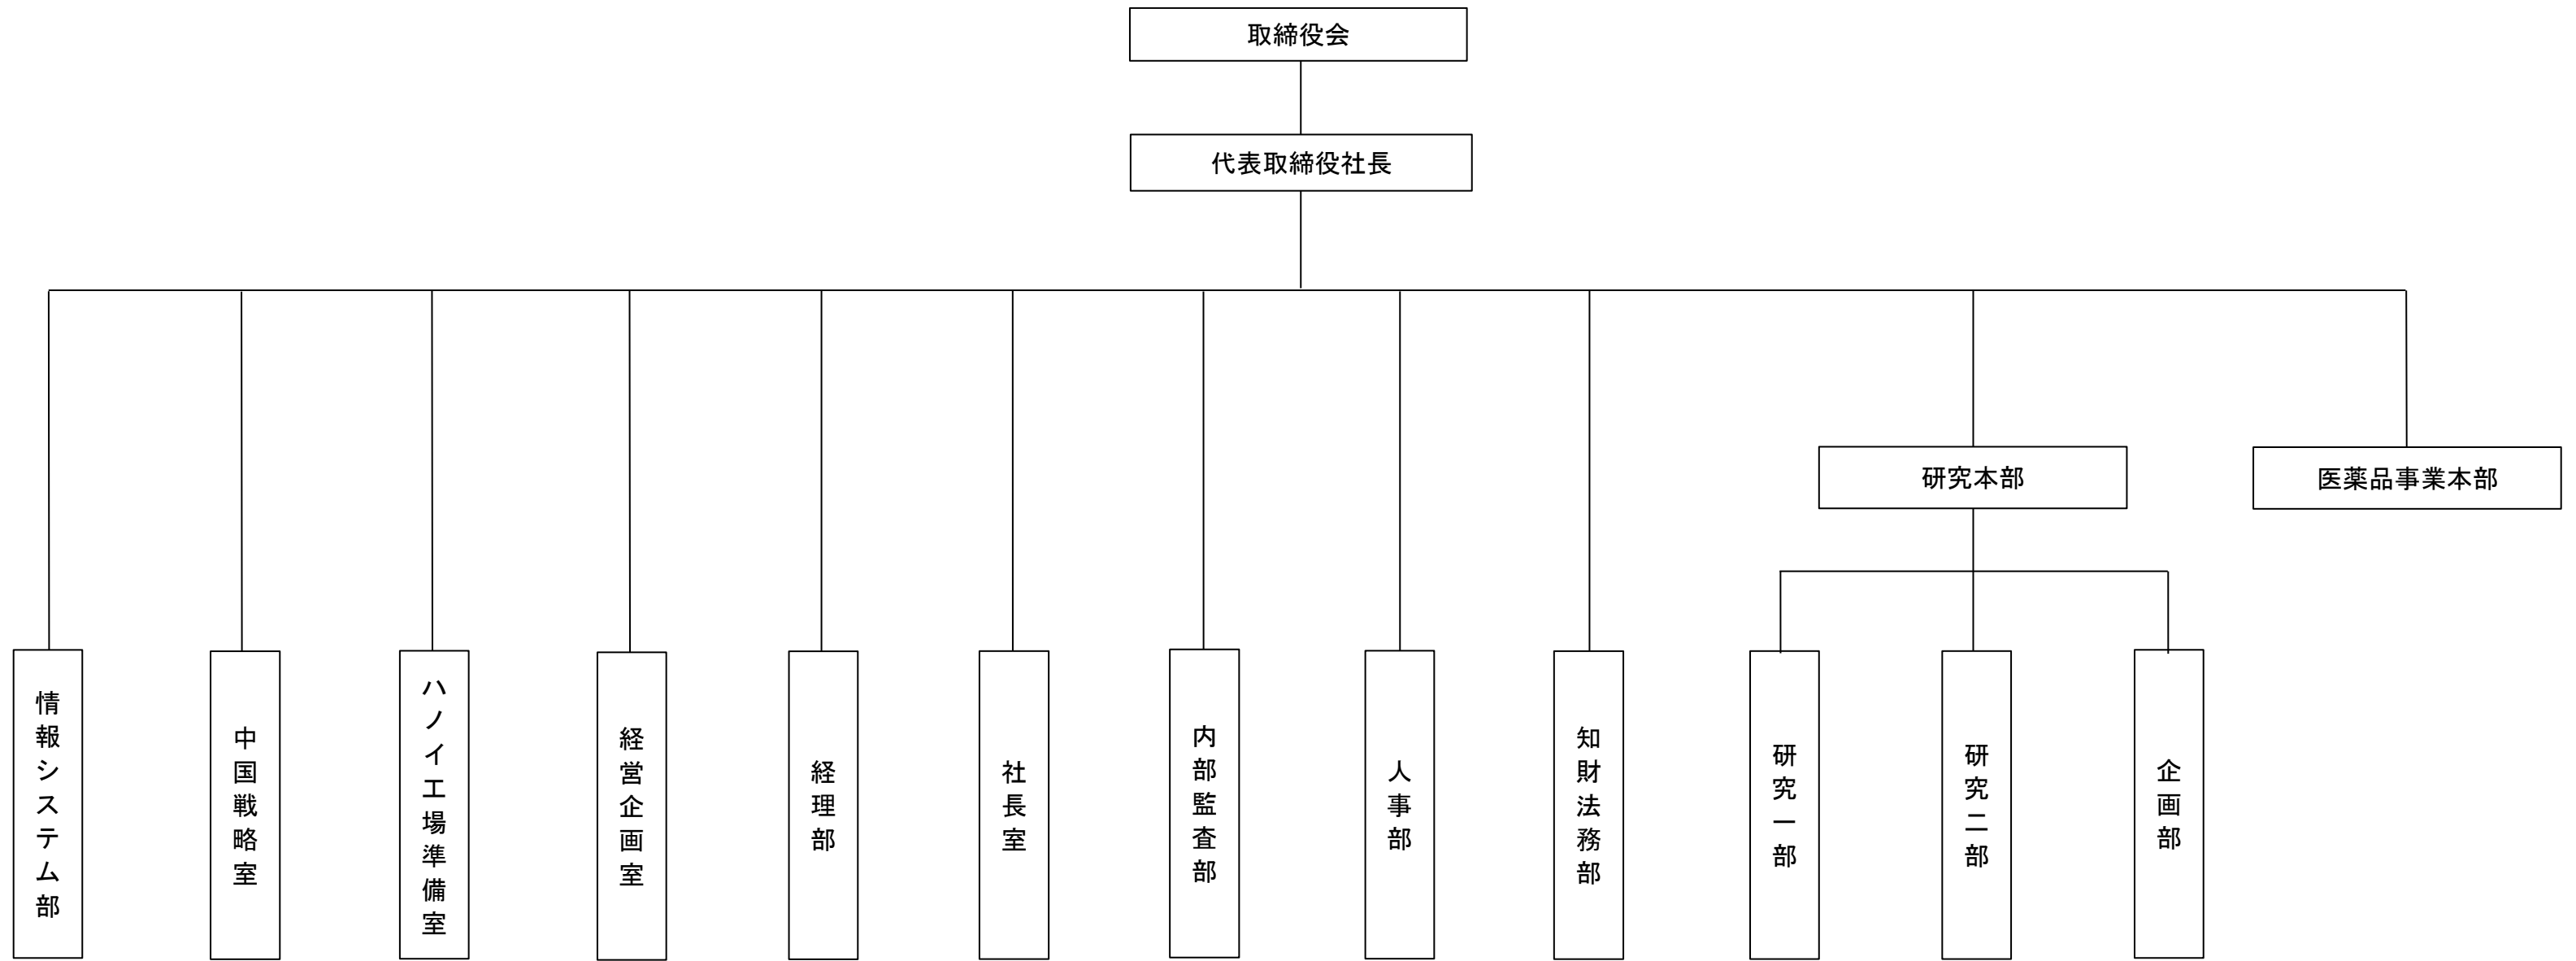 取締役会
代表取締役社長
研究本部
医薬品事業本部
情報システム部
中国戦略室
ハノイ工場準備室
経営企画室
経理部
社長室
内部監査部
人事部
知財法務部
研究一部
研究二部
企画部